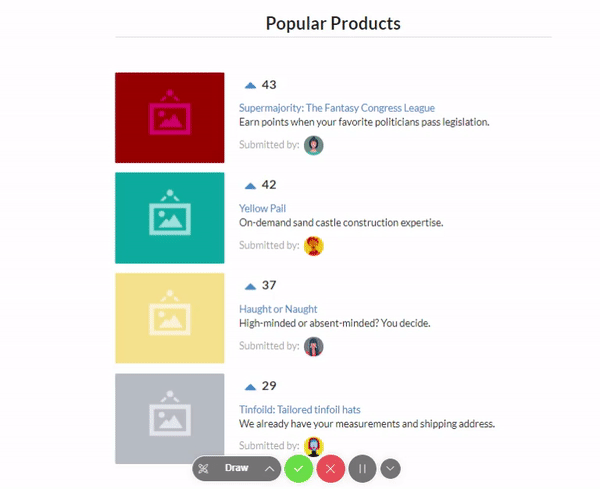 Popular Products
43
Supermajority: The Fantasy Congress League
Earn points when your favorite politicians pass legislation.
Submitted by:
42
Yellow Pail
On-demand sand castle construction expertise.
Submitted by:
37
Haught or Naught
High-minded or absent-minded? You decide.
Submitted by:
29
Tinfoild: Tailored tinfoil hats
We already have your measurements and shipping address.
Submitted by:
Draw